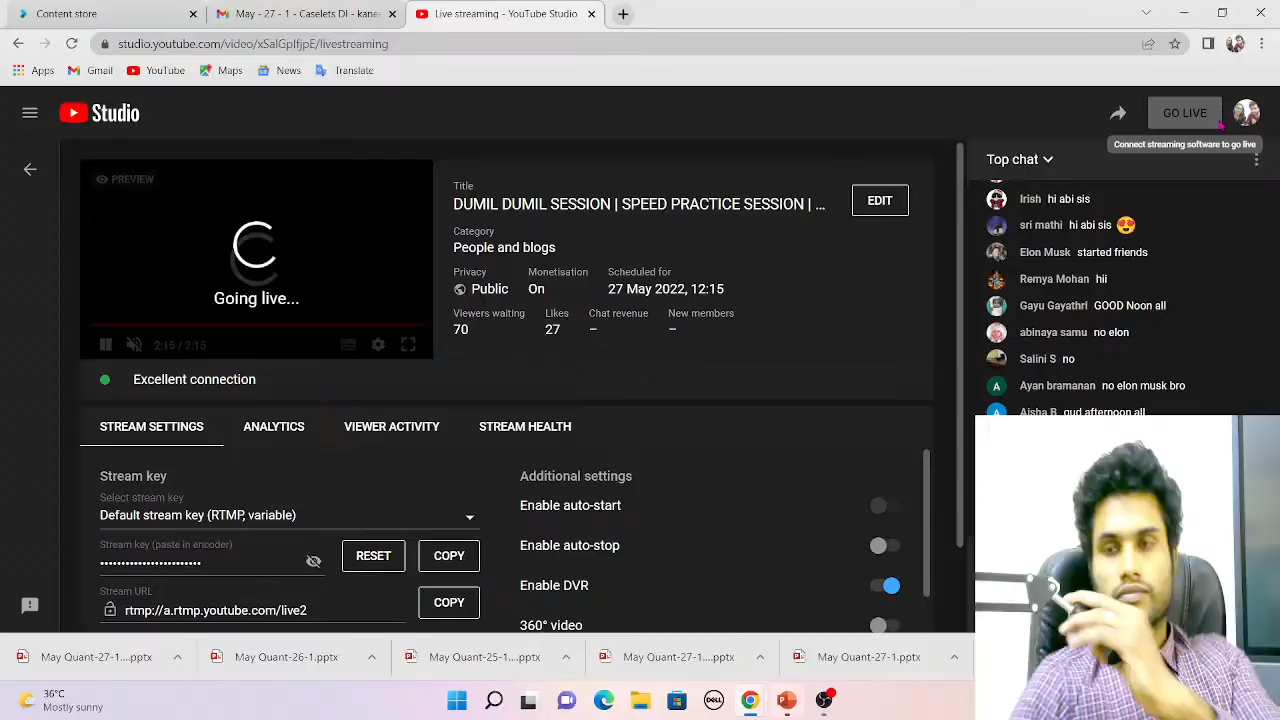 Content store
May - 27 - 1 - Caselets DI - kane
Live streaming - YouTube Studio
studio.youtube.com/video/xSalGpIfjpE/livestreaming
Apps
Gmail
YouTube
Maps
News
Translate
Studio
GO LIVE
Connect streaming software to go live
PREVIEW
Going live...
2:15 / 2:15
Title
DUMIL DUMIL SESSION | SPEED PRACTICE SESSION | ...
EDIT
Category
People and blogs
Privacy
Monetisation
Scheduled for
Public
On
27 May 2022, 12:15
Viewers waiting
Likes
Chat revenue
New members
70
27
–
–
Excellent connection
Top chat
Irish hi abi sis
sri mathi hi abi sis 😍
Elon Musk started friends
Remya Mohan hii
Gayu Gayathri GOOD Noon all
abinaya samu no elon
Salini S no
A
Ayan bramanan no elon musk bro
Aisha B gud afternoon all
STREAM SETTINGS
ANALYTICS
VIEWER ACTIVITY
STREAM HEALTH
Stream key
Select stream key
Default stream key (RTMP, variable)
Stream key (paste in encoder)
••••••••••••••••••••••••
RESET
COPY
Stream URL
rtmp://a.rtmp.youtube.com/live2
COPY
Additional settings
Enable auto-start
Enable auto-stop
Enable DVR
360° video
May Quant-27-1....pptx
May Quant-26-1.pptx
May Quant-25-1....pptx
May Quant-27-1....pptx
May Quant-27-1.pptx
36°C
Mostly sunny
DELL